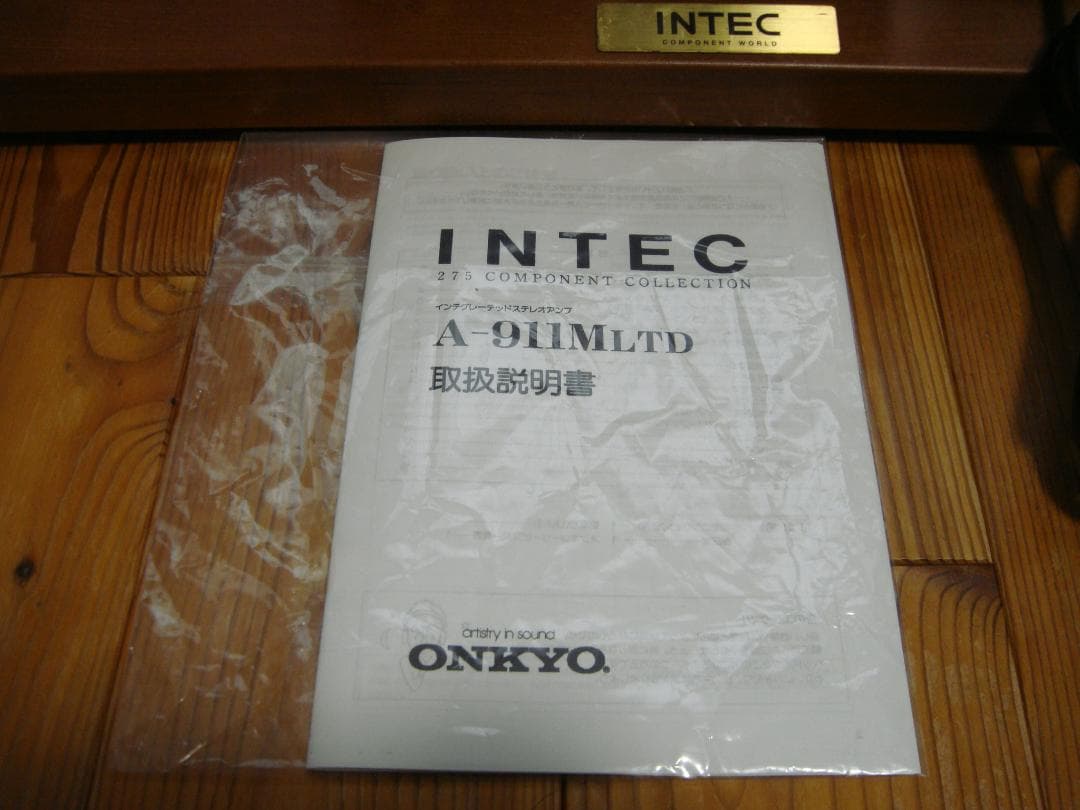 INTEC
COMPONENT WORLD
INTEC
275 COMPONENT COLLECTION
インテグレーテッドステレオアンプ
A-911MLTD
取扱説明書
artistry in sound
ONKYO®